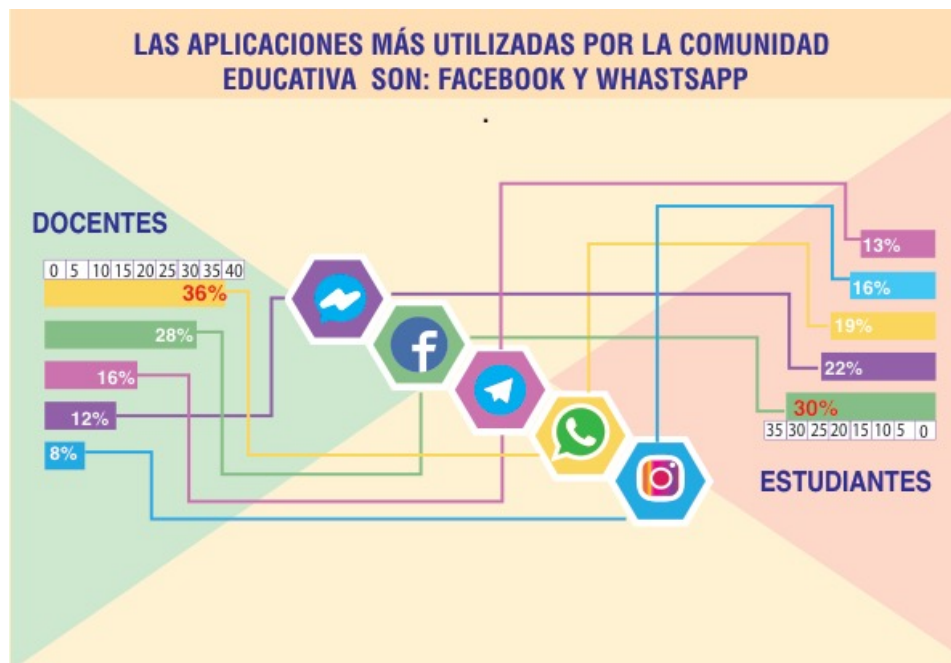 LAS APLICACIONES MÁS UTILIZADAS POR LA COMUNIDAD
EDUCATIVA SON: FACEBOOK Y WHASTSAPP
.
DOCENTES
0 5 10 15 20 25 30 35 40
36%
28%
16%
12%
8%
13%
16%
19%
22%
30%
35 30 25 20 15 10 5 0
ESTUDIANTES